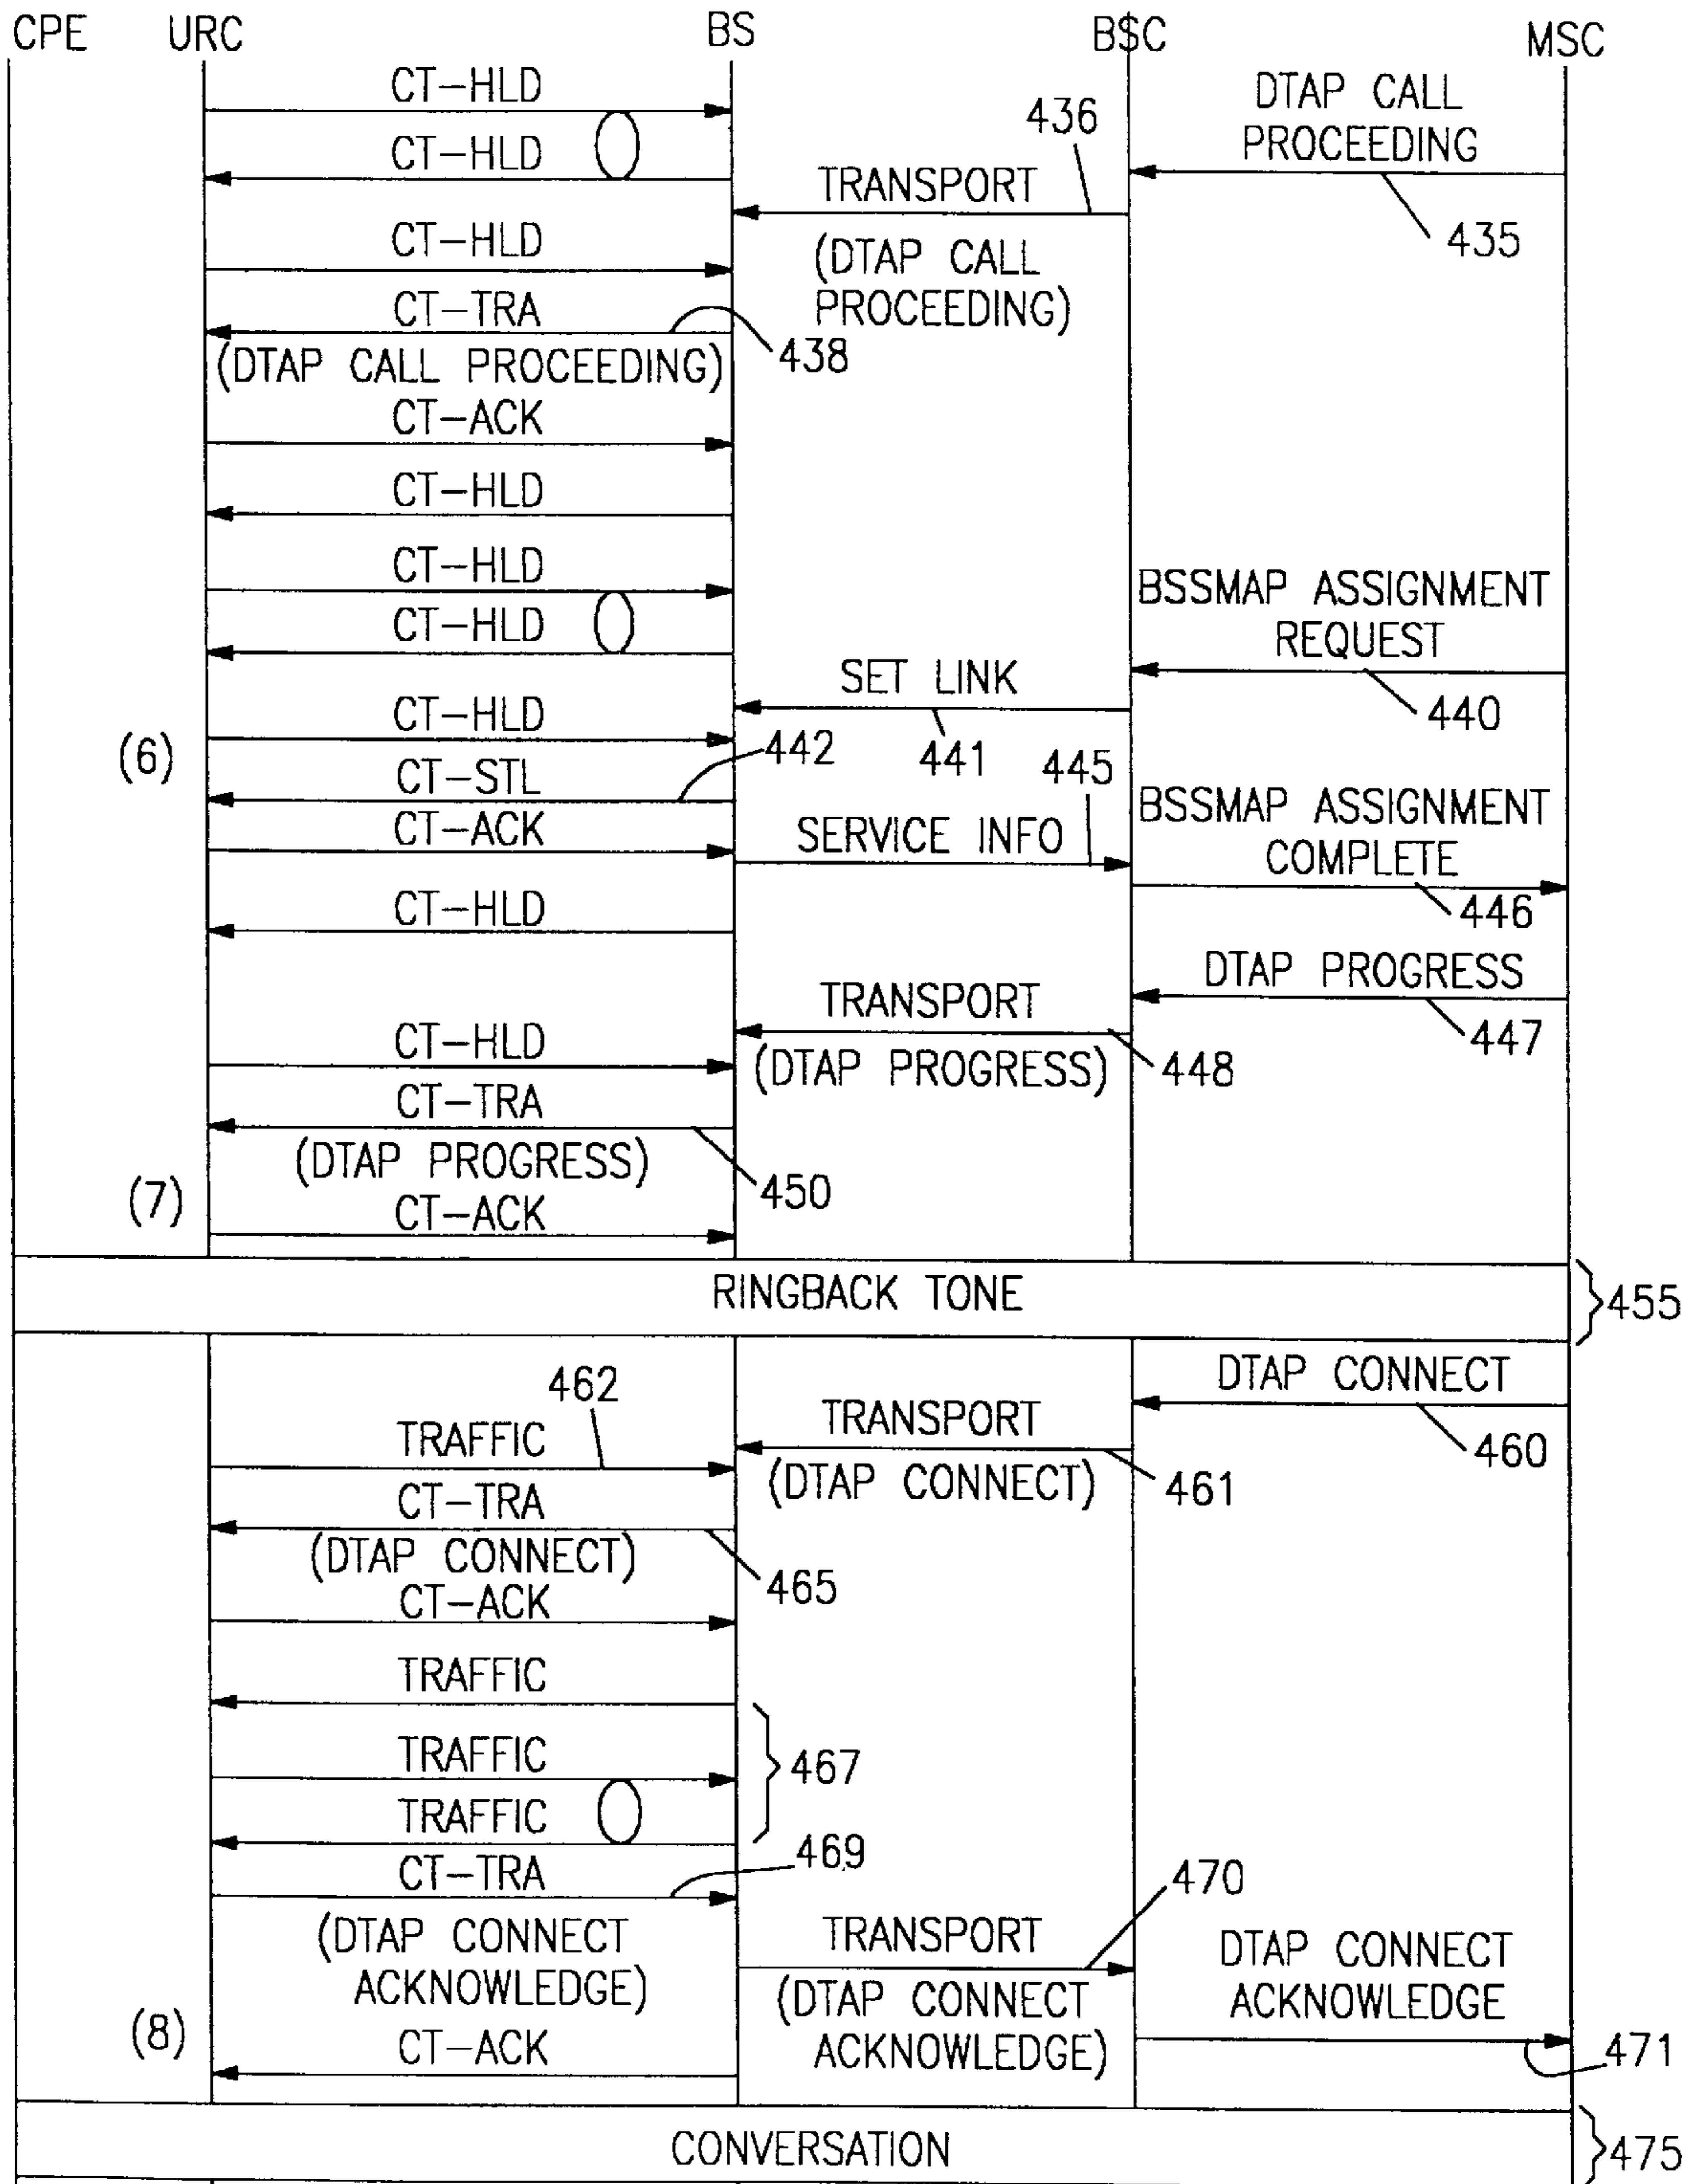 CPE URC BS BSC MSC
CT-HLD
DTAP CALL
PROCEEDING
436
CT-HLD
TRANSPORT
435
CT-HLD
(DTAP CALL
PROCEEDING)
CT-TRA
438
(DTAP CALL PROCEEDING)
CT-ACK
CT-HLD
CT-HLD
BSSMAP ASSIGNMENT
REQUEST
CT-HLD
SET LINK
440
CT-HLD
441
(6)
442
445
CT-STL
BSSMAP ASSIGNMENT
COMPLETE
CT-ACK
SERVICE INFO
446
CT-HLD
DTAP PROGRESS
TRANSPORT
447
CT-HLD
(DTAP PROGRESS)
448
CT-TRA
(DTAP PROGRESS)
450
(7)
CT-ACK
RINGBACK TONE
455
DTAP CONNECT
462
TRANSPORT
460
TRAFFIC
(DTAP CONNECT)
461
CT-TRA
(DTAP CONNECT)
465
CT-ACK
TRAFFIC
TRAFFIC
467
TRAFFIC
469
CT-TRA
470
(DTAP CONNECT
ACKNOWLEDGE)
TRANSPORT
(DTAP CONNECT
ACKNOWLEDGE)
DTAP CONNECT
ACKNOWLEDGE
(8)
CT-ACK
471
CONVERSATION
475